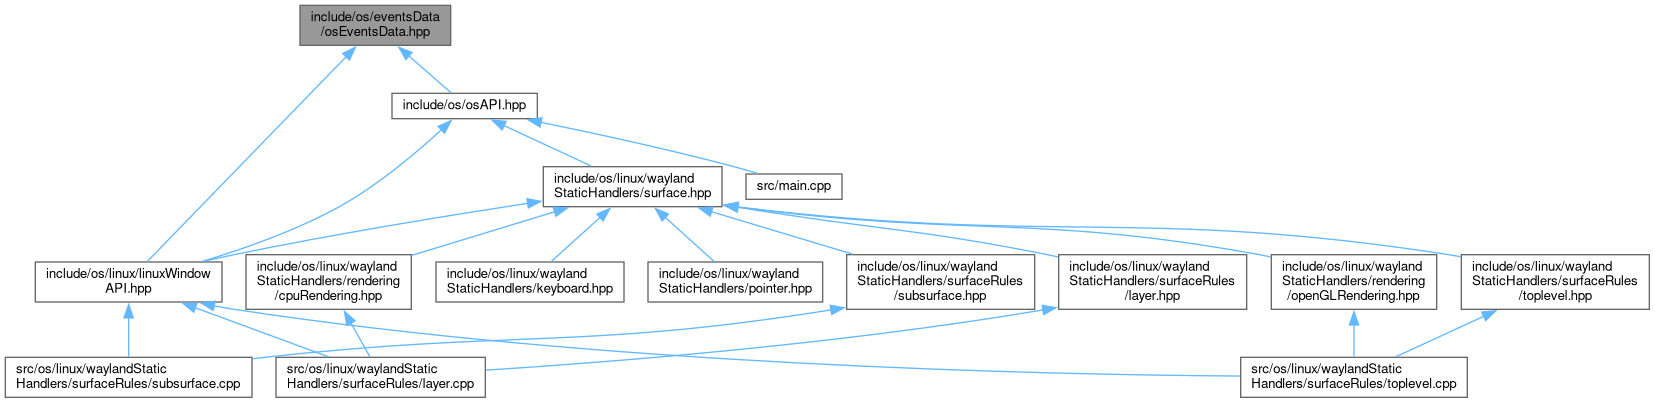 include/os/eventsData
/osEventsData.hpp
include/os/osAPI.hpp
include/os/linux/wayland
StaticHandlers/surface.hpp
src/main.cpp
include/os/linux/linuxWindow
API.hpp
include/os/linux/wayland
StaticHandlers/rendering
/cpuRendering.hpp
include/os/linux/wayland
StaticHandlers/keyboard.hpp
include/os/linux/wayland
StaticHandlers/pointer.hpp
include/os/linux/wayland
StaticHandlers/surfaceRules
/subsurface.hpp
include/os/linux/wayland
StaticHandlers/surfaceRules
/layer.hpp
include/os/linux/wayland
StaticHandlers/rendering
/openGLRendering.hpp
include/os/linux/wayland
StaticHandlers/surfaceRules
/toplevel.hpp
src/os/linux/waylandStatic
Handlers/surfaceRules/subsurface.cpp
src/os/linux/waylandStatic
Handlers/surfaceRules/layer.cpp
src/os/linux/waylandStatic
Handlers/surfaceRules/toplevel.cpp